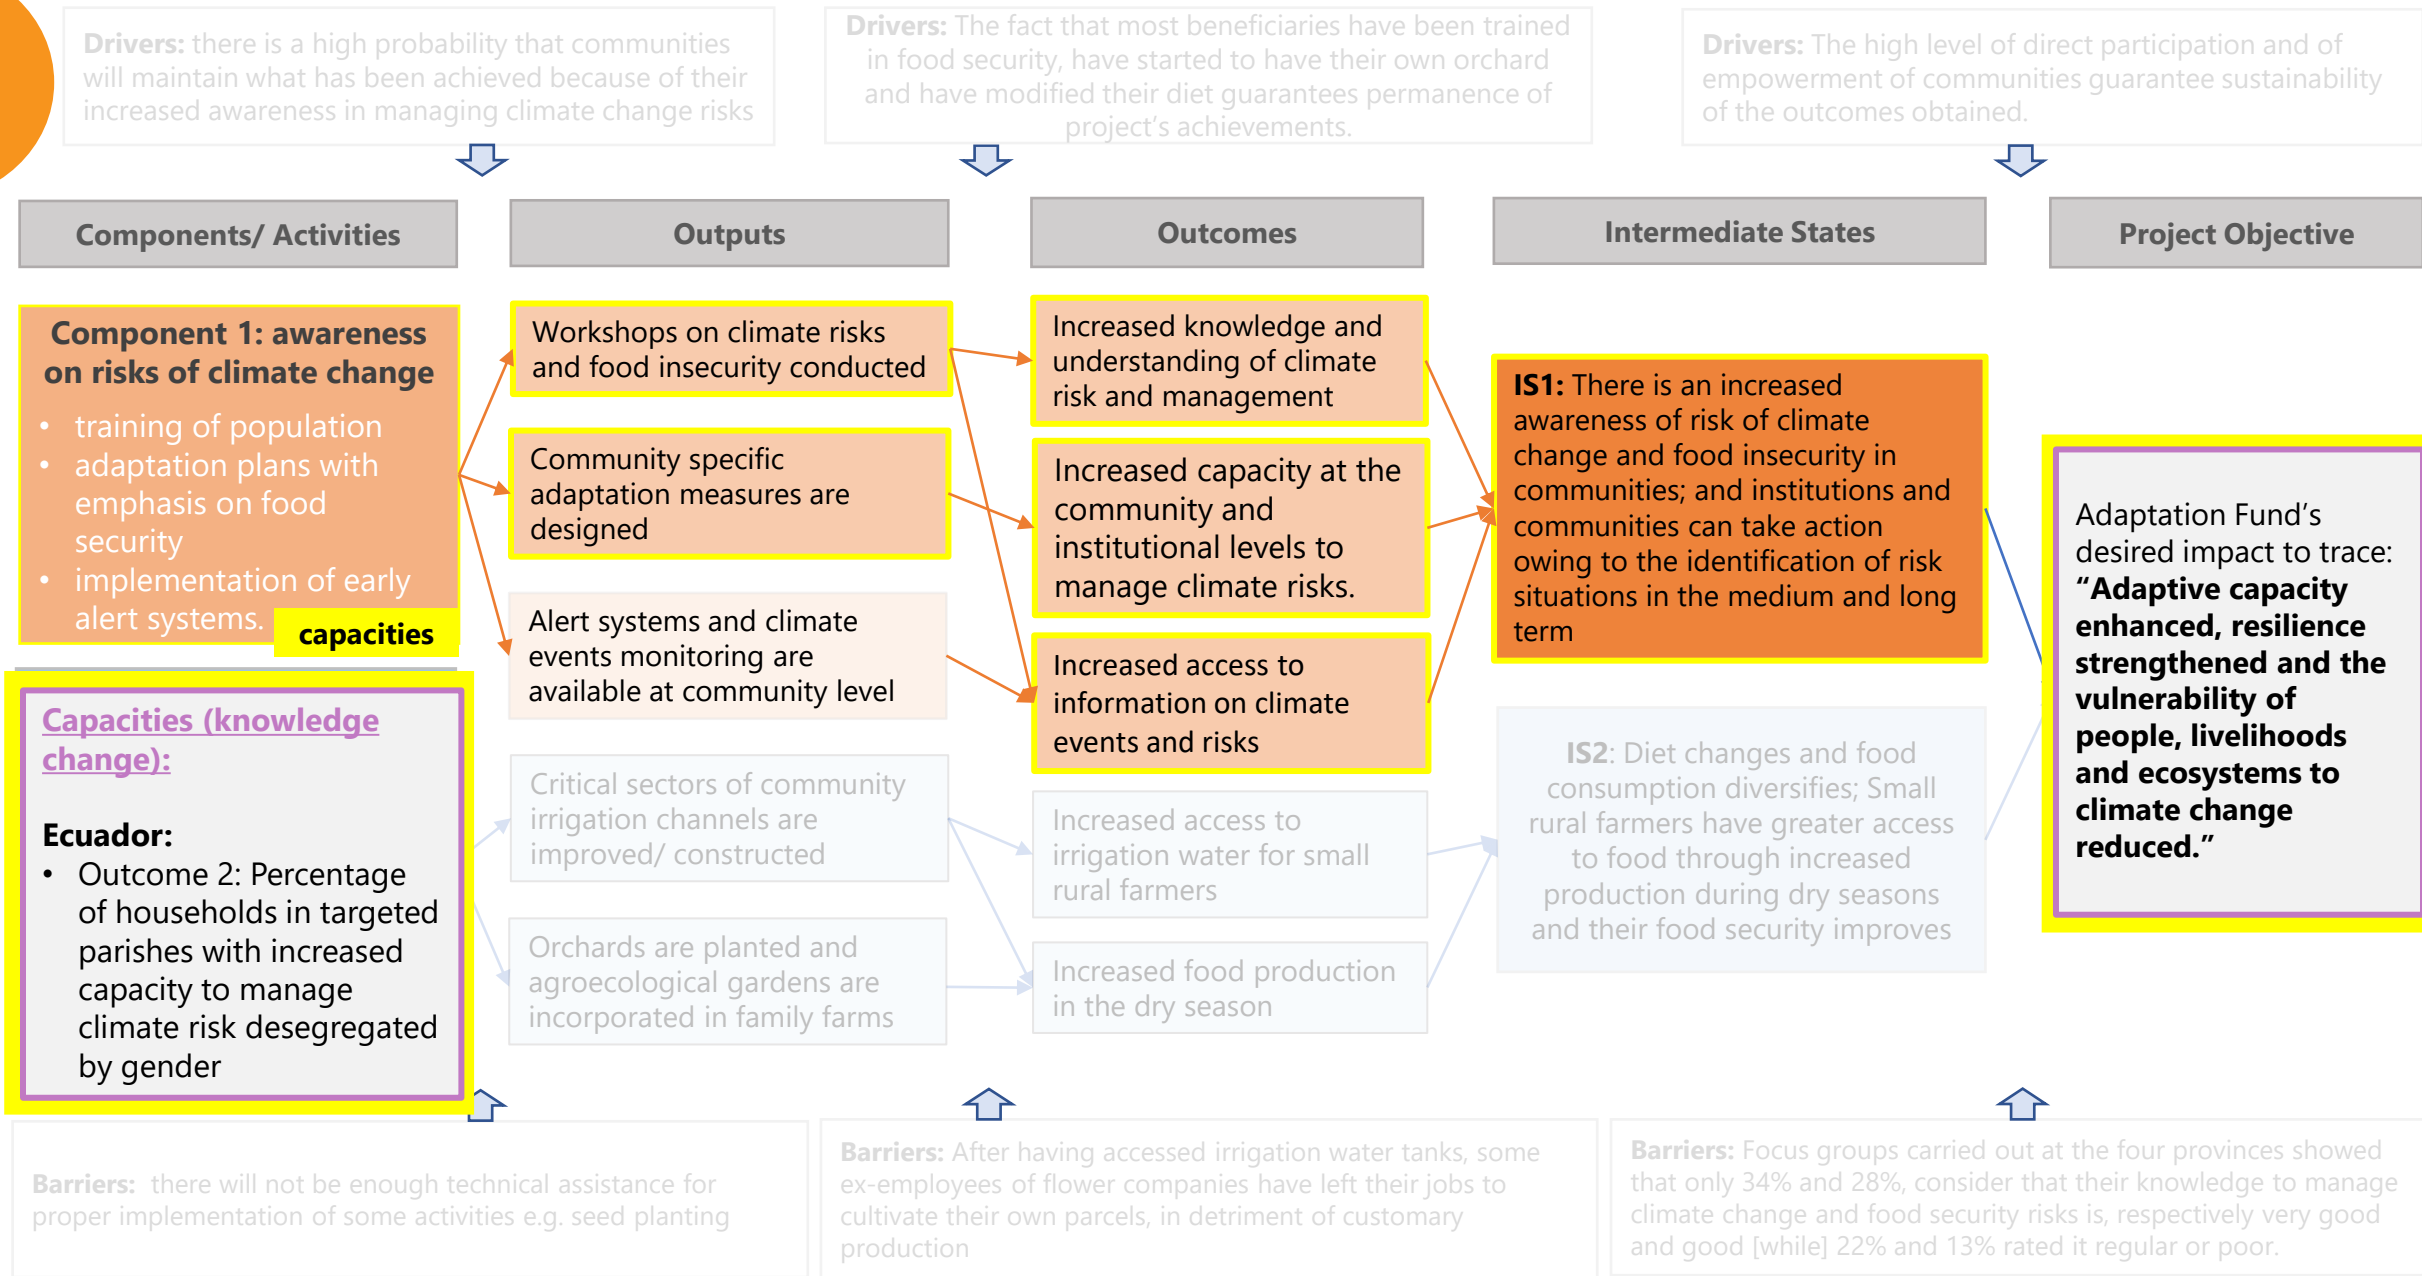 Drivers: there is a high probability that communities
will maintain what has been achieved because of their
increased awareness in managing climate change risks
Drivers: The fact that most beneficiaries have been trained
in food security, have started to have their own orchard
and have modified their diet guarantees permanence of
project's achievements.
Drivers: The high level of direct participation and of
empowerment of communities guarantee sustainability
of the outcomes obtained.
Components/ Activities
Outputs
Outcomes
Intermediate States
Project Objective
Component 1: awareness
on risks of climate change
• training of population
• adaptation plans with
emphasis on food
security
• implementation of early
alert systems.
capacities
Capacities (knowledge
change):
Ecuador:
• Outcome 2: Percentage
of households in targeted
parishes with increased
capacity to manage
climate risk desegregated
by gender
Workshops on climate risks
and food insecurity conducted
Community specific
adaptation measures are
designed
Alert systems and climate
events monitoring are
available at community level
Critical sectors of community
irrigation channels are
improved/ constructed
Orchards are planted and
agroecological gardens are
incorporated in family farms
Increased knowledge and
understanding of climate
risk and management
Increased capacity at the
community and
institutional levels to
manage climate risks.
Increased access to
information on climate
events and risks
Increased access to
irrigation water for small
rural farmers
Increased food production
in the dry season
IS1: There is an increased
awareness of risk of climate
change and food insecurity in
communities; and institutions and
communities can take action
owing to the identification of risk
situations in the medium and long
term
IS2: Diet changes and food
consumption diversifies; Small
rural farmers have greater access
to food through increased
production during dry seasons
and their food security improves
Adaptation Fund's
desired impact to trace:
“Adaptive capacity
enhanced, resilience
strengthened and the
vulnerability of
people, livelihoods
and ecosystems to
climate change
reduced.”
Barriers: there will not be enough technical assistance for
proper implementation of some activities e.g. seed planting
Barriers: After having accessed irrigation water tanks, some
ex-employees of flower companies have left their jobs to
cultivate their own parcels, in detriment of customary
production
Barriers: Focus groups carried out at the four provinces showed
that only 34% and 28%, consider that their knowledge to manage
climate change and food security risks is, respectively very good
and good [while] 22% and 13% rated it regular or poor.